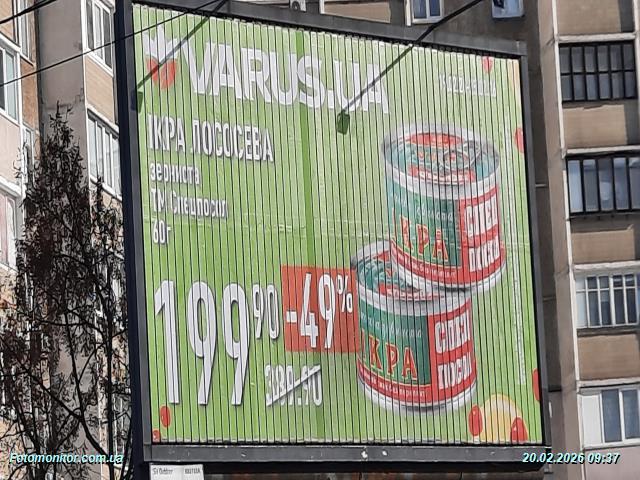 VARUS.UA
ІКРА ЛОСОСЕВА
зерниста
ТМ Спецпосол
60г
199 90
-49%
389.90
ІКРА
СПЕЦ
ПОСОЛ
ІКРА
СПЕЦ
ПОСОЛ
Fotomonitor.com.ua
20.02.2026 09:37